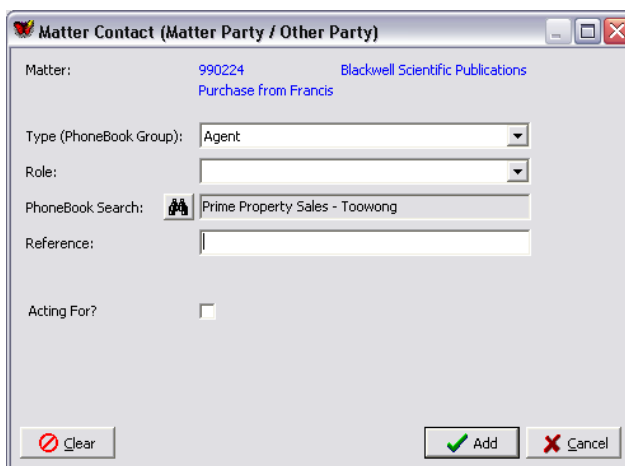 Matter Contact (Matter Party / Other Party)
Matter: 990224 Blackwell Scientific Publications
Purchase from Francis
Type (PhoneBook Group): Agent
Role:
PhoneBook Search: Prime Property Sales - Toowong
Reference:
Acting For?
Clear Add Cancel